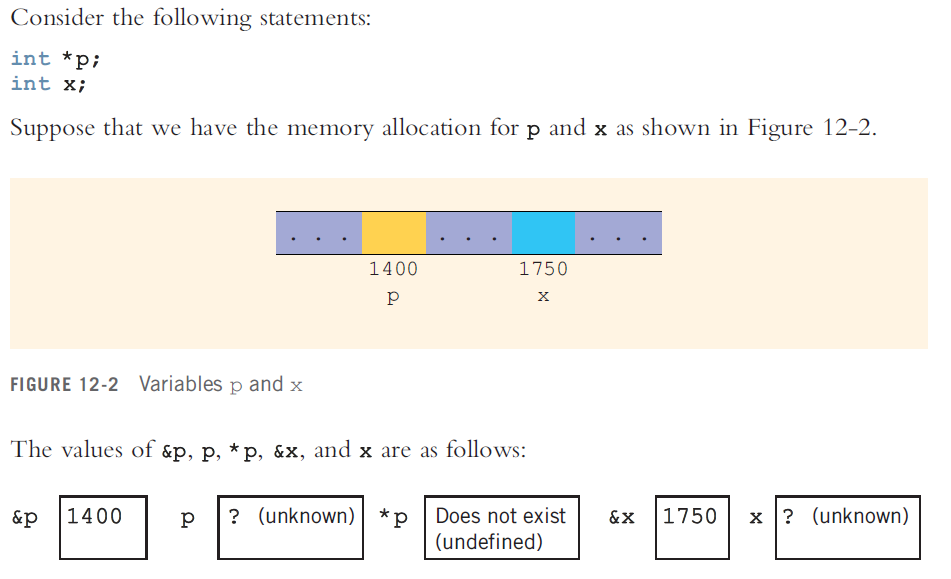 Consider the following statements:
int *p;
int x;
Suppose that we have the memory allocation for p and x as shown in Figure 12-2.
. . . . . . . . .
1400 1750
p x
FIGURE 12-2 Variables p and x
The values of &p, p, *p, &x, and x are as follows:
&p 1400 p ? (unknown) *p Does not exist &x 1750 x ? (unknown)
(undefined)